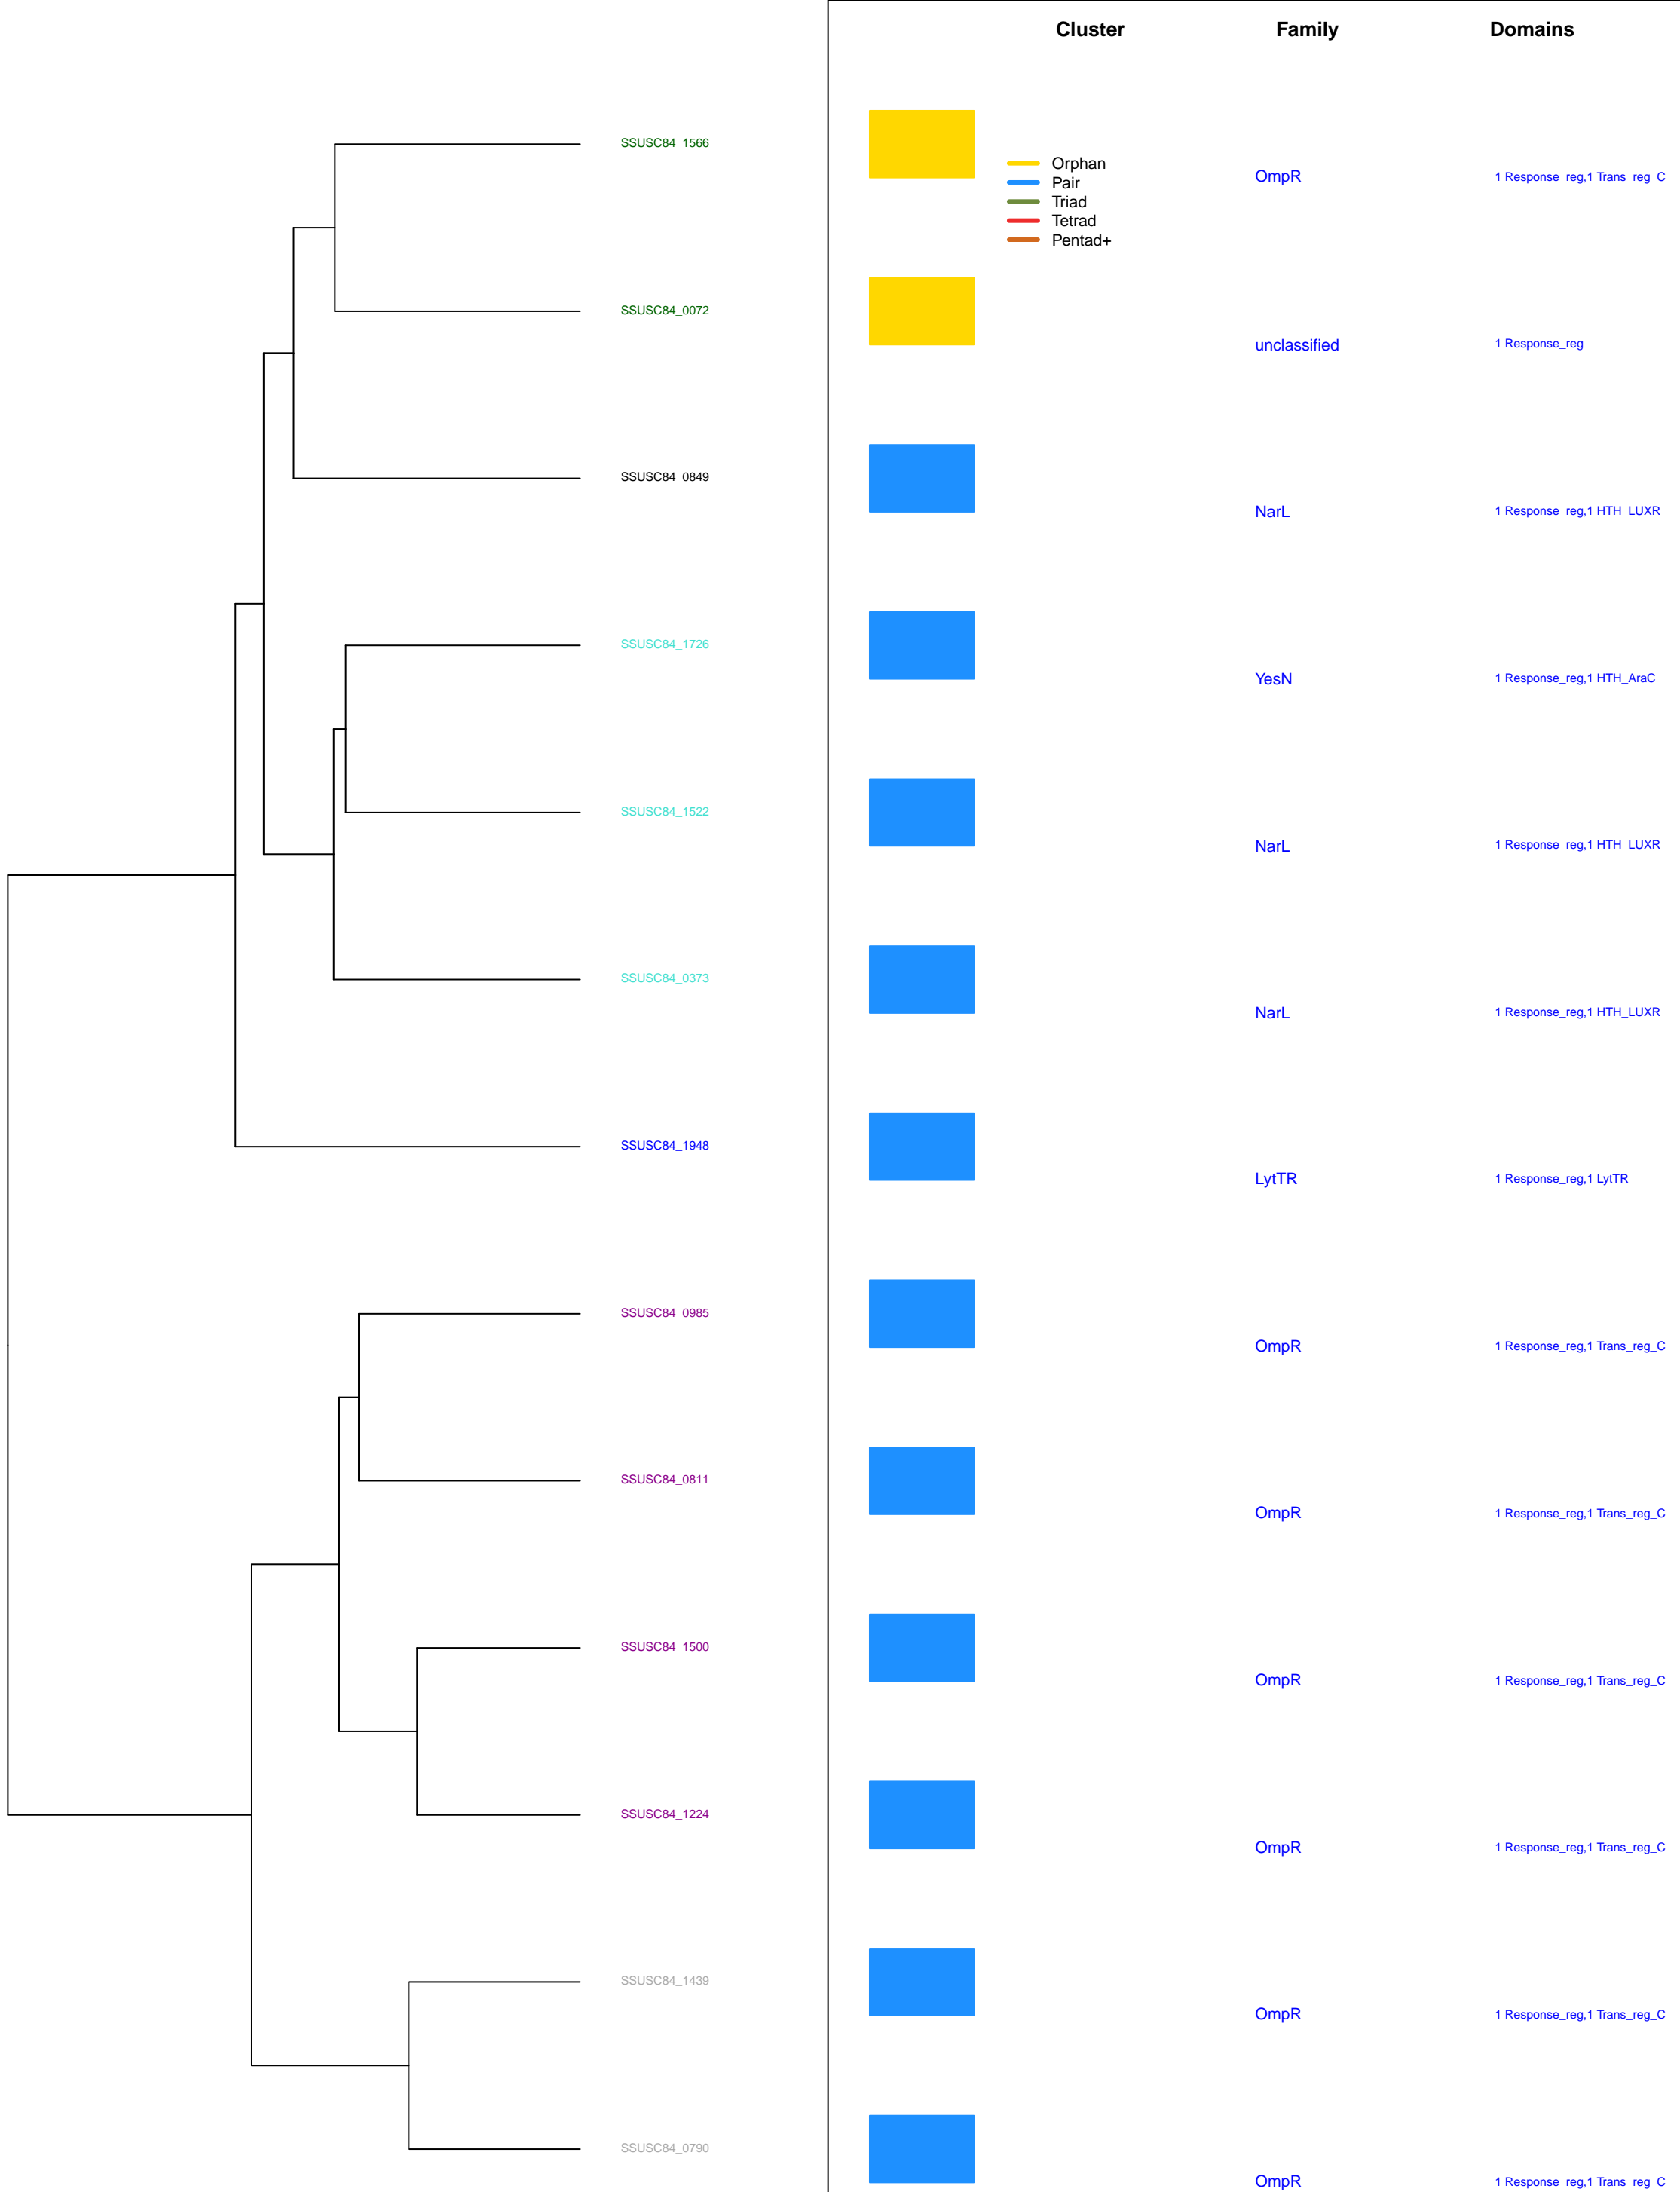 Cluster Family Domains
SSUSC84_1566
Orphan
Pair
Triad
Tetrad
Pentad+
OmpR 1 Response_reg,1 Trans_reg_C
SSUSC84_0072
unclassified 1 Response_reg
SSUSC84_0849
NarL 1 Response_reg,1 HTH_LUXR
SSUSC84_1726
YesN 1 Response_reg,1 HTH_AraC
SSUSC84_1522
NarL 1 Response_reg,1 HTH_LUXR
SSUSC84_0373
NarL 1 Response_reg,1 HTH_LUXR
SSUSC84_1948
LytTR 1 Response_reg,1 LytTR
SSUSC84_0985
OmpR 1 Response_reg,1 Trans_reg_C
SSUSC84_0811
OmpR 1 Response_reg,1 Trans_reg_C
SSUSC84_1500
OmpR 1 Response_reg,1 Trans_reg_C
SSUSC84_1224
OmpR 1 Response_reg,1 Trans_reg_C
SSUSC84_1439
OmpR 1 Response_reg,1 Trans_reg_C
SSUSC84_0790
OmpR 1 Response_reg,1 Trans_reg_C